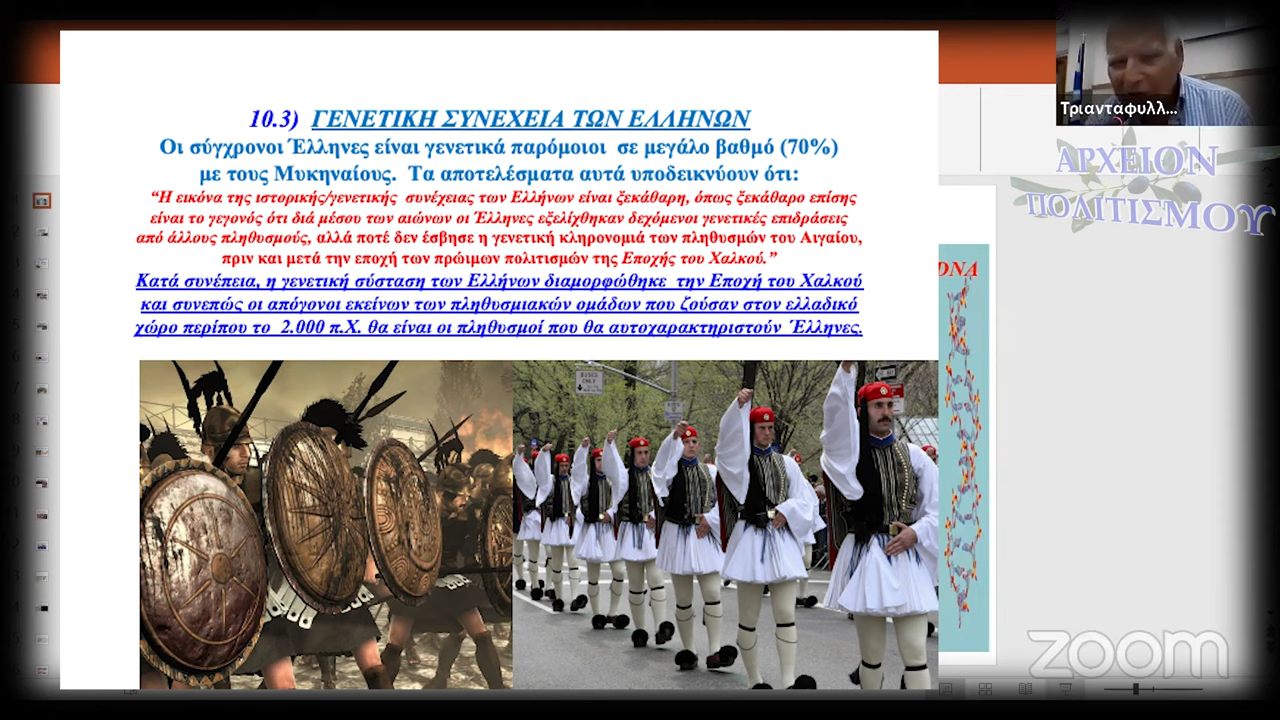 10.3) ΓΕΝΕΤΙΚΗ ΣΥΝΕΧΕΙΑ ΤΩΝ ΕΛΛΗΝΩΝ
Οι σύγχρονοι Έλληνες είναι γενετικά παρόμοιοι σε μεγάλο βαθμό (70%)
με τους Μυκηναίους. Τα αποτελέσματα αυτά υποδεικνύουν ότι:
“Η εικόνα της ιστορικής/γενετικής συνέχειας των Ελλήνων είναι ξεκάθαρη, όπως ξεκάθαρο επίσης
είναι το γεγονός ότι διά μέσου των αιώνων οι Έλληνες εξελίχθηκαν δεχόμενοι γενετικές επιδράσεις
από άλλους πληθυσμούς, αλλά ποτέ δεν έσβησε η γενετική κληρονομιά των πληθυσμών του Αιγαίου,
πριν και μετά την εποχή των πρώιμων πολιτισμών της Εποχής του Χαλκού.”
Κατά συνέπεια, η γενετική σύσταση των Ελλήνων διαμορφώθηκε την Εποχή του Χαλκού
και συνεπώς οι απόγονοι εκείνων των πληθυσμιακών ομάδων που ζούσαν στον ελλαδικό
χώρο περίπου το 2.000 π.Χ. θα είναι οι πληθυσμοί που θα αυτοχαρακτηριστούν ΄Ελληνες.
BUSES
ONLY
Τριανταφυλλ...
ΑΡΧΕΙΟΝ
ΠΟΛΙΤΙΣΜΟΥ
DNA
zoom